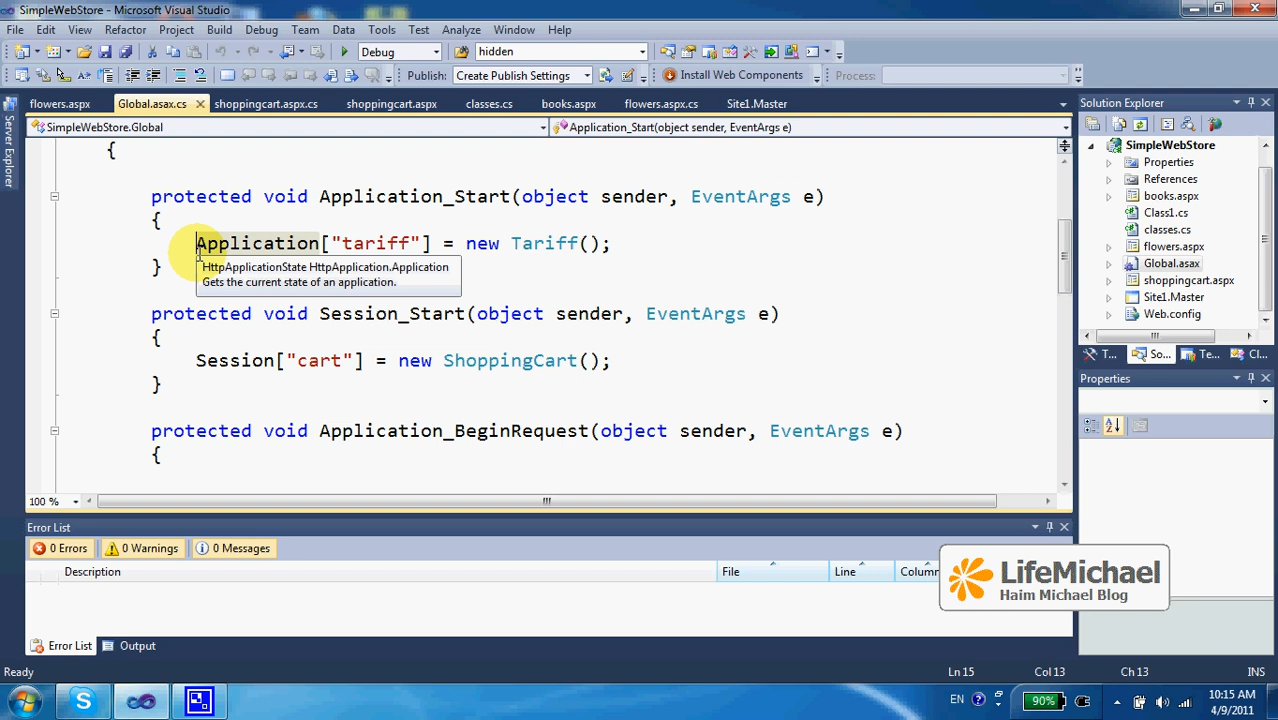 SimpleWebStore - Microsoft Visual Studio
File Edit View Refactor Project Build Debug Team Data Tools Test Analyze Window Help
Debug hidden
Publish: Create Publish Settings Install Web Components Process:
flowers.aspx Global.asax.cs shoppingcart.aspx.cs shoppingcart.aspx classes.cs books.aspx flowers.aspx.cs Site1.Master
SimpleWebStore.Global Application_Start(object sender, EventArgs e)
Server Explorer
{
protected void Application_Start(object sender, EventArgs e)
{
Application["tariff"] = new Tariff();
HttpApplicationState HttpApplication.Application
Gets the current state of an application.
}
protected void Session_Start(object sender, EventArgs e)
{
Session["cart"] = new ShoppingCart();
}
protected void Application_BeginRequest(object sender, EventArgs e)
{
100 %
Solution Explorer
SimpleWebStore
Properties
References
books.aspx
Class1.cs
classes.cs
flowers.aspx
Global.asax
shoppingcart.aspx
Site1.Master
Web.config
T... So... Te... Cl...
Properties
Error List
0 Errors 0 Warnings 0 Messages
Description File Line Column
LifeMichael
Haim Michael Blog
Error List Output
Ready Ln 15 Col 13 Ch 13 INS
EN 90% 10:15 AM
4/9/2011